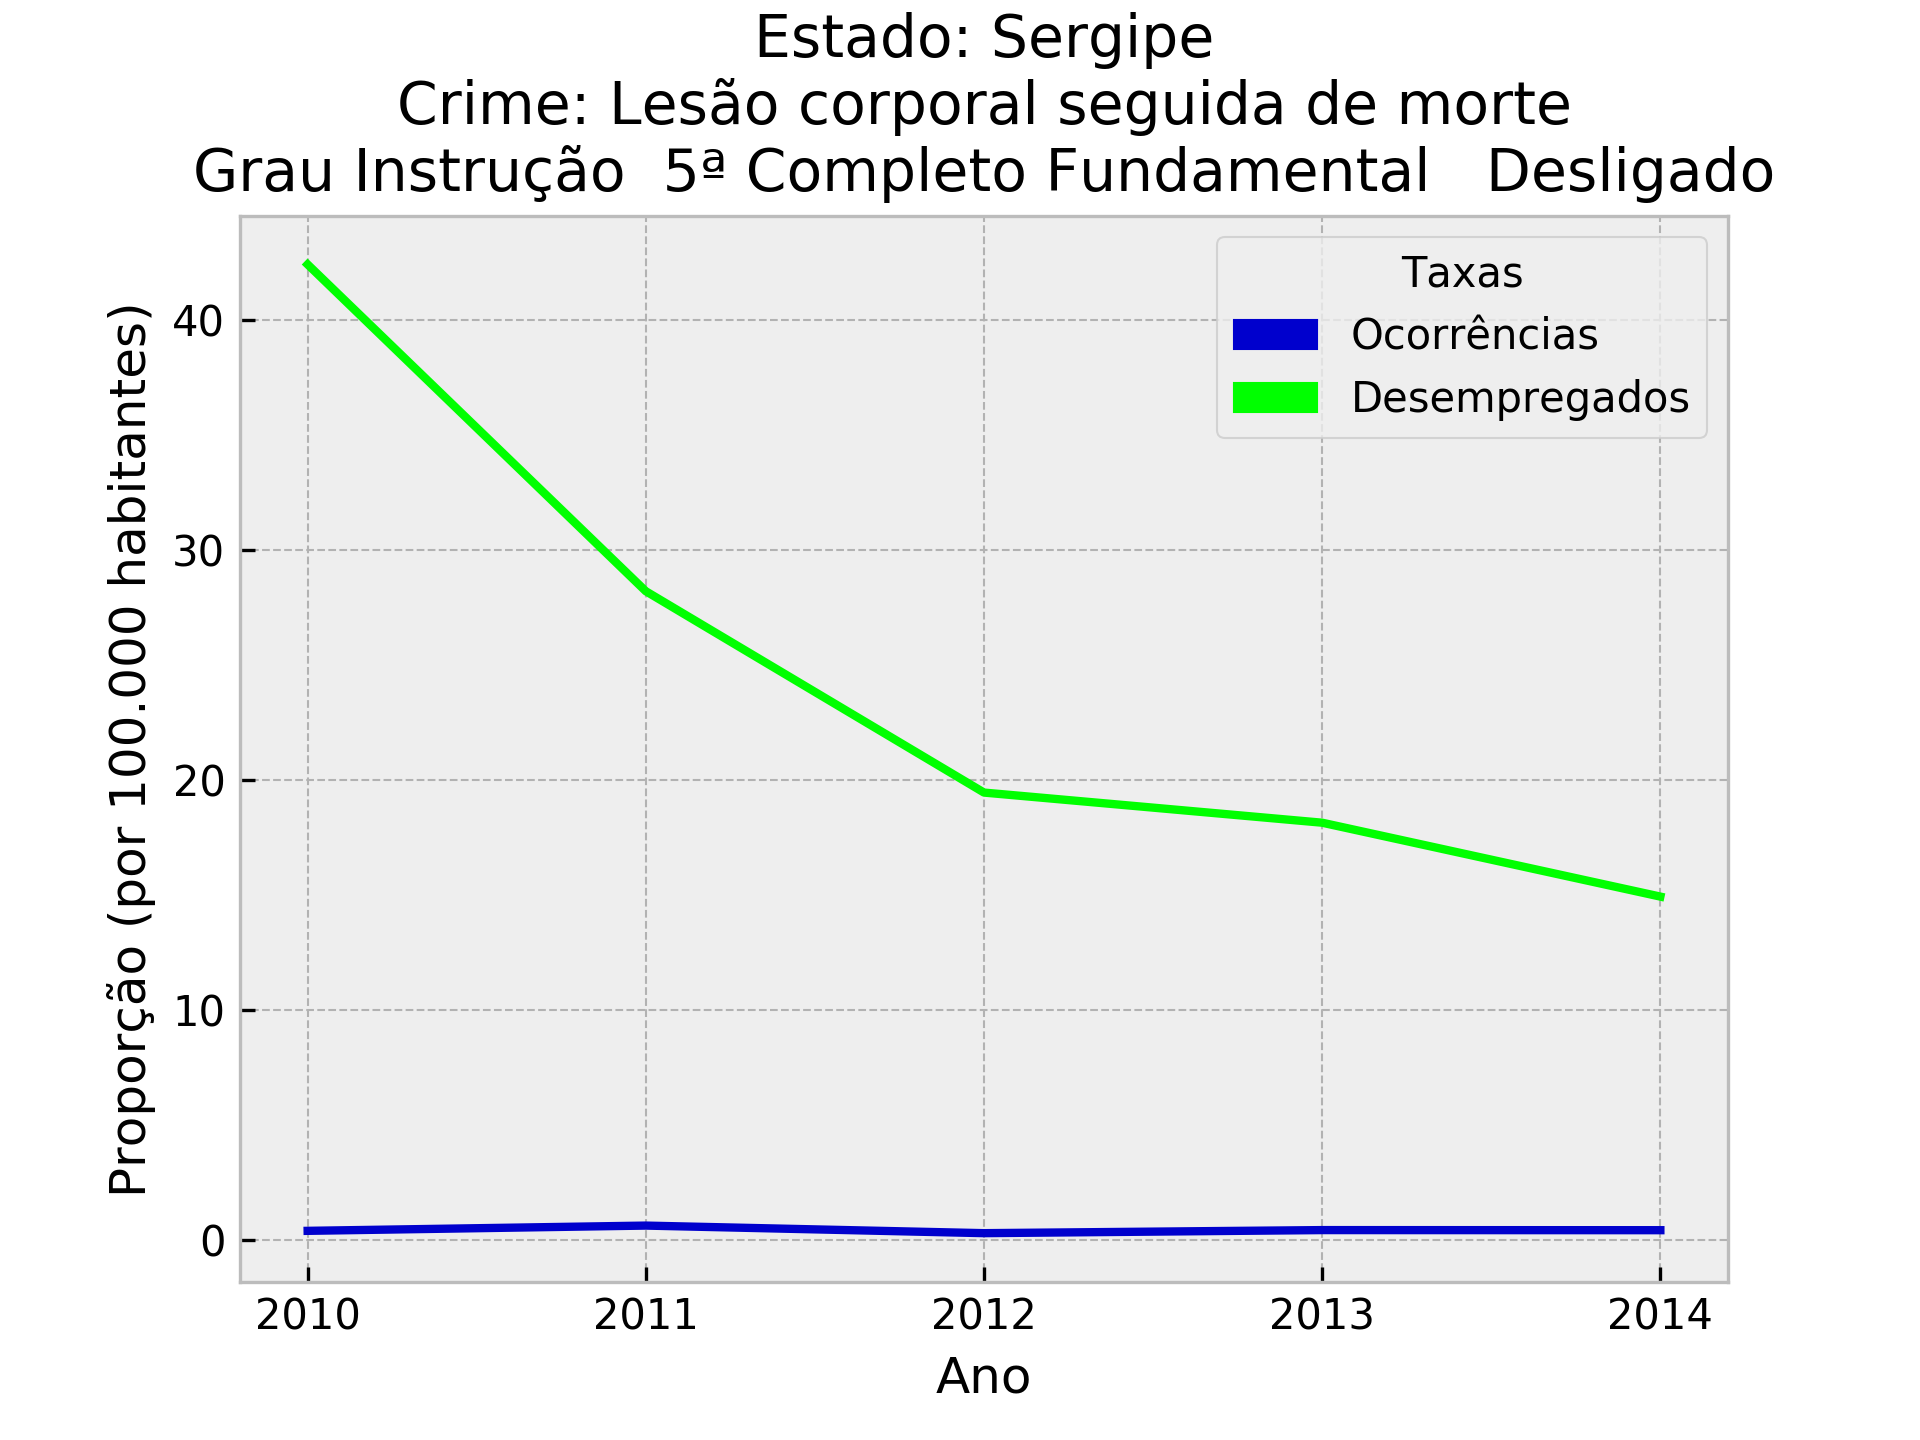 Estado: Sergipe
Crime: Lesão corporal seguida de morte
Grau Instrução  5ª Completo Fundamental   Desligado
Proporção (por 100.000 habitantes)
40
30
20
10
0
Taxas
Ocorrências
Desempregados
2010 2011 2012 2013 2014
Ano